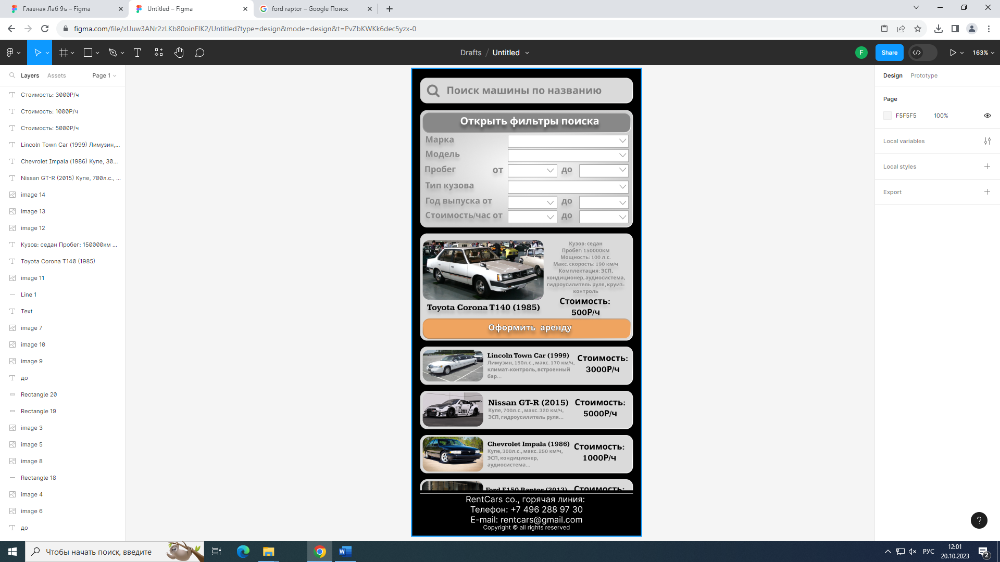 Главная Лаб 9ъ – Figma
Untitled – Figma
ford raptor – Google Поиск
figma.com/file/xUuw3ANr2zLKb80oinFIK2/Untitled?type=design&mode=design&t=PvZbKWKk6dec5yzx-0
Drafts / Untitled
F
Share
163%
Layers
Assets
Page 1
Стоимость: 3000Р/ч
Стоимость: 1000Р/ч
Стоимость: 5000Р/ч
Lincoln Town Car (1999) Лимузин,...
Chevrolet Impala (1986) Купе, 30...
Nissan GT-R (2015) Купе, 700л.с., ...
image 14
image 13
image 12
Кузов: седан Пробег: 150000км ...
Toyota Corona T140 (1985)
image 11
Line 1
Text
image 7
image 10
image 9
до
Rectangle 20
Rectangle 19
image 3
image 5
image 8
Rectangle 18
image 4
image 6
до
Поиск машины по названию
Открыть фильтры поиска
Марка
Модель
Пробег от до
Тип кузова
Год выпуска от до
Стоимость/час от до
Кузов: седан
Пробег: 150000км
Мощность: 100 л.с.
Макс. скорость: 190 км/ч
Комплектация: ЭСП,
кондиционер, аудиосистема,
гидроусилитель руля, круиз-
контроль
Стоимость:
500Р/ч
Toyota Corona T140 (1985)
Оформить аренду
Lincoln Town Car (1999)
Лимузин, 150л.с., макс. 170 км/ч,
климат-контроль, встроенный
бар...
Стоимость:
3000Р/ч
LBWK
Nissan GT-R (2015)
Купе, 700л.с., макс. 320 км/ч,
ЭСП, гидроусилитель руля...
Стоимость:
5000Р/ч
Chevrolet Impala (1986)
Купе, 300л.с., макс. 250 км/ч,
ЭСП, кондиционер,
аудиосистема...
Стоимость:
1000Р/ч
Ford F150 Raptor (2012)
Стоимость:
RentCars co., горячая линия:
Телефон: +7 496 288 97 30
E-mail: rentcars@gmail.com
Copyright © all rights reserved
Design
Prototype
Page
F5F5F5
100%
Local variables
Local styles
Export
?
Чтобы начать поиск, введите
РУС
12:01
20.10.2023
2